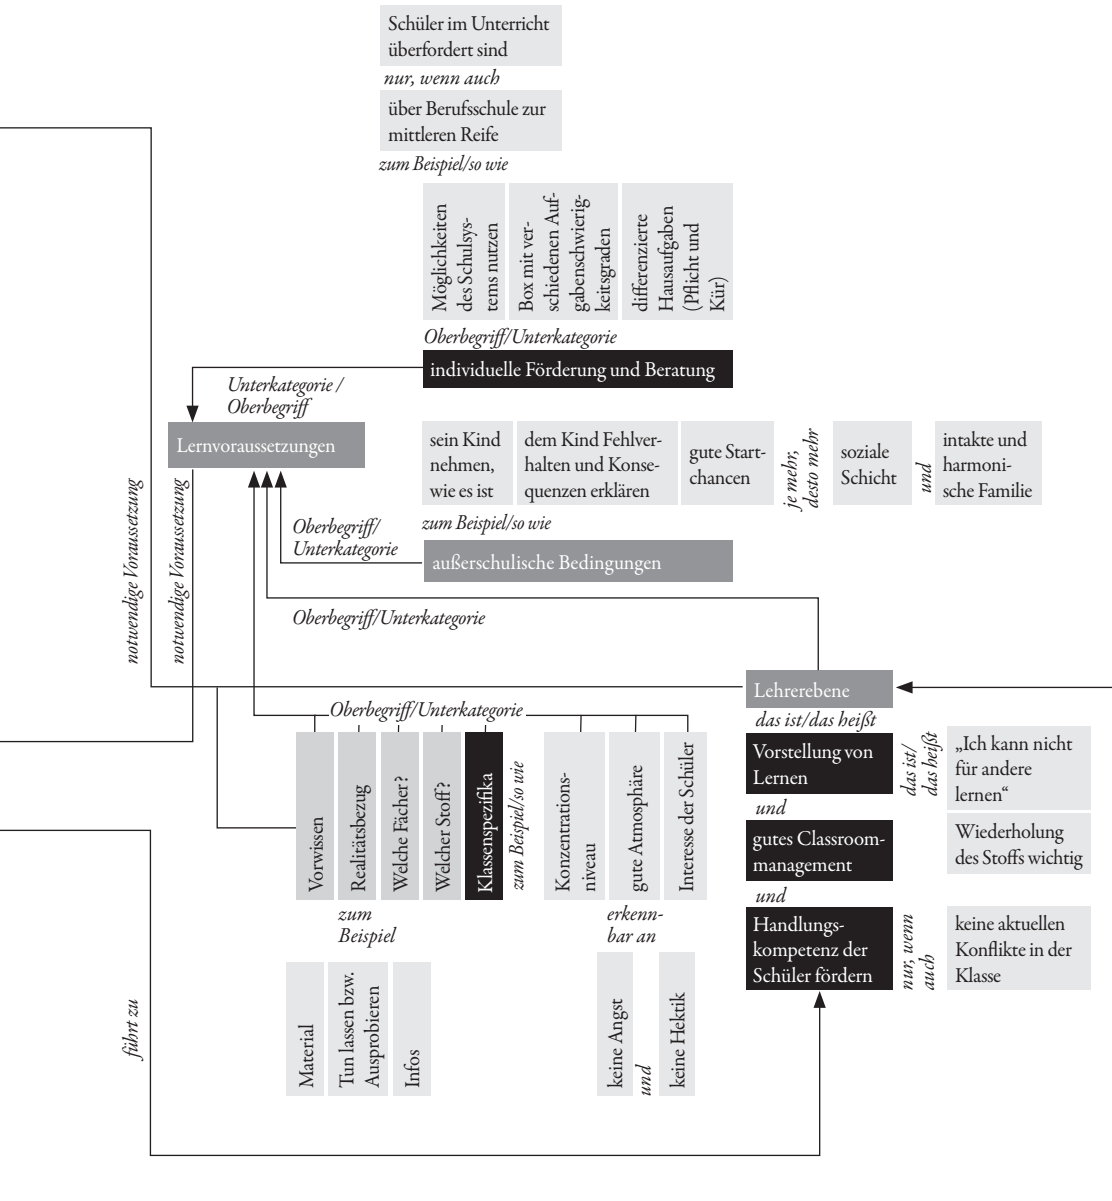 Schüler im Unterricht
überfordert sind
nur, wenn auch
über Berufsschule zur
mittleren Reife
zum Beispiel/so wie
Möglichkeiten
des Schulsys-
tems nutzen
Box mit ver-
schiedenen Auf-
gabenschwierig-
keitsgraden
differenzierte
Hausaufgaben
(Pflicht und
Kür)
Oberbegriff/Unterkategorie
individuelle Förderung und Beratung
Unterkategorie /
Oberbegriff
Lernvoraussetzungen
sein Kind
nehmen,
wie es ist
dem Kind Fehlver-
halten und Konse-
quenzen erklären
gute Start-
chancen
je mehr,
desto mehr
soziale
Schicht
und
intakte und
harmoni-
sche Familie
zum Beispiel/so wie
Oberbegriff/
Unterkategorie
außerschulische Bedingungen
notwendige Voraussetzung
notwendige Voraussetzung
Oberbegriff/Unterkategorie
Lehrerebene
das ist/das heißt
Oberbegriff/Unterkategorie
Vorwissen
Realitätsbezug
Welche Fächer?
Welcher Stoff?
Klassenspezifika
zum Beispiel/so wie
Konzentrations-
niveau
gute Atmosphäre
Interesse der Schüler
Vorstellung von
Lernen
das ist/
das heißt
„Ich kann nicht
für andere
lernen“
und
gutes Classroom-
management
Wiederholung
des Stoffs wichtig
und
Handlungs-
kompetenz der
Schüler fördern
nur, wenn
auch
keine aktuellen
Konflikte in der
Klasse
zum
Beispiel
erkenn-
bar an
Material
Tun lassen bzw.
Ausprobieren
Infos
keine Angst
und
keine Hektik
führt zu